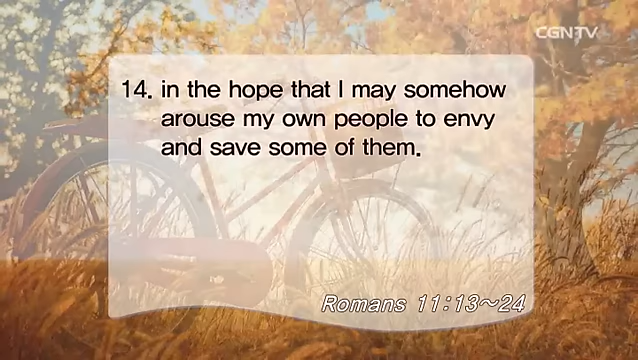 CGNTV
14. in the hope that I may somehow
arouse my own people to envy
and save some of them.
Romans 11:13~24